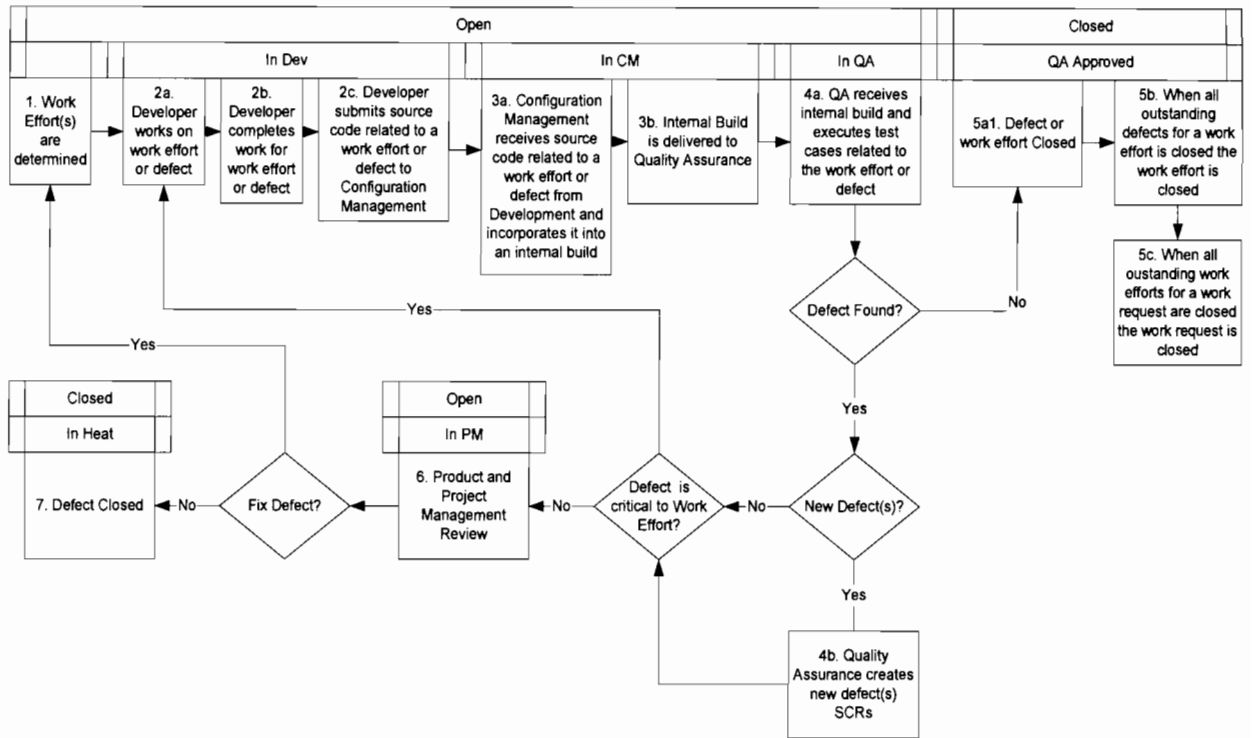 Open
Closed
In Dev
In CM
In QA
QA Approved
1. Work
Effort(s)
are
determined
2a.
Developer
works on
work effort
or defect
2b.
Developer
completes
work for
work effort
or defect
2c. Developer
submits source
code related to a
work effort or
defect to
Configuration
Management
3a. Configuration
Management
receives source
code related to a
work effort or
defect from
Development and
incorporates it into
an internal build
3b. Internal Build
is delivered to
Quality Assurance
4a. QA receives
internal build and
executes test
cases related to
the work effort or
defect
5a1. Defect or
work effort Closed
5b. When all
outstanding
defects for a work
effort is closed the
work effort is
closed
5c. When all
oustanding work
efforts for a work
request are closed
the work request is
closed
Defect Found?
No
Yes
Yes
Yes
Closed
In Heat
7. Defect Closed
No
Fix Defect?
Open
In PM
6. Product and
Project
Management
Review
No
Defect is
critical to Work
Effort?
No
New Defect(s)?
Yes
4b. Quality
Assurance creates
new defect(s)
SCRs